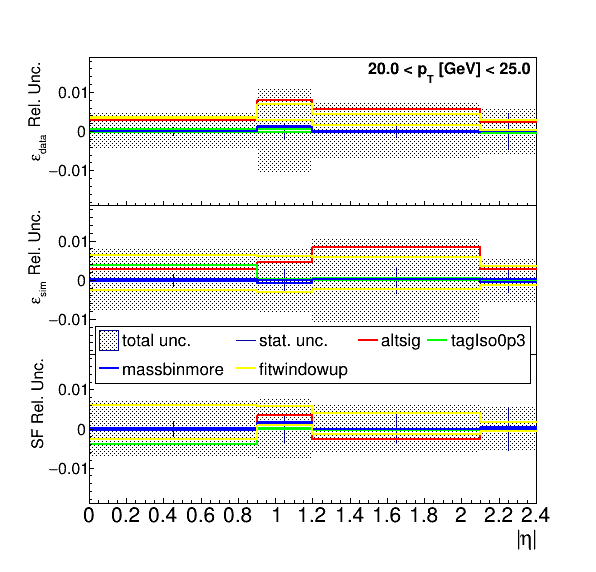 20.0 < pT [GeV] < 25.0
εdata Rel. Unc.
0.01
0
−0.01
εsim Rel. Unc.
0.01
0
−0.01
total unc. stat. unc. altsig tagIso0p3
massbinmore fitwindowup
SF Rel. Unc.
0.01
0
−0.01
0 0.2 0.4 0.6 0.8 1 1.2 1.4 1.6 1.8 2 2.2 2.4
|η|